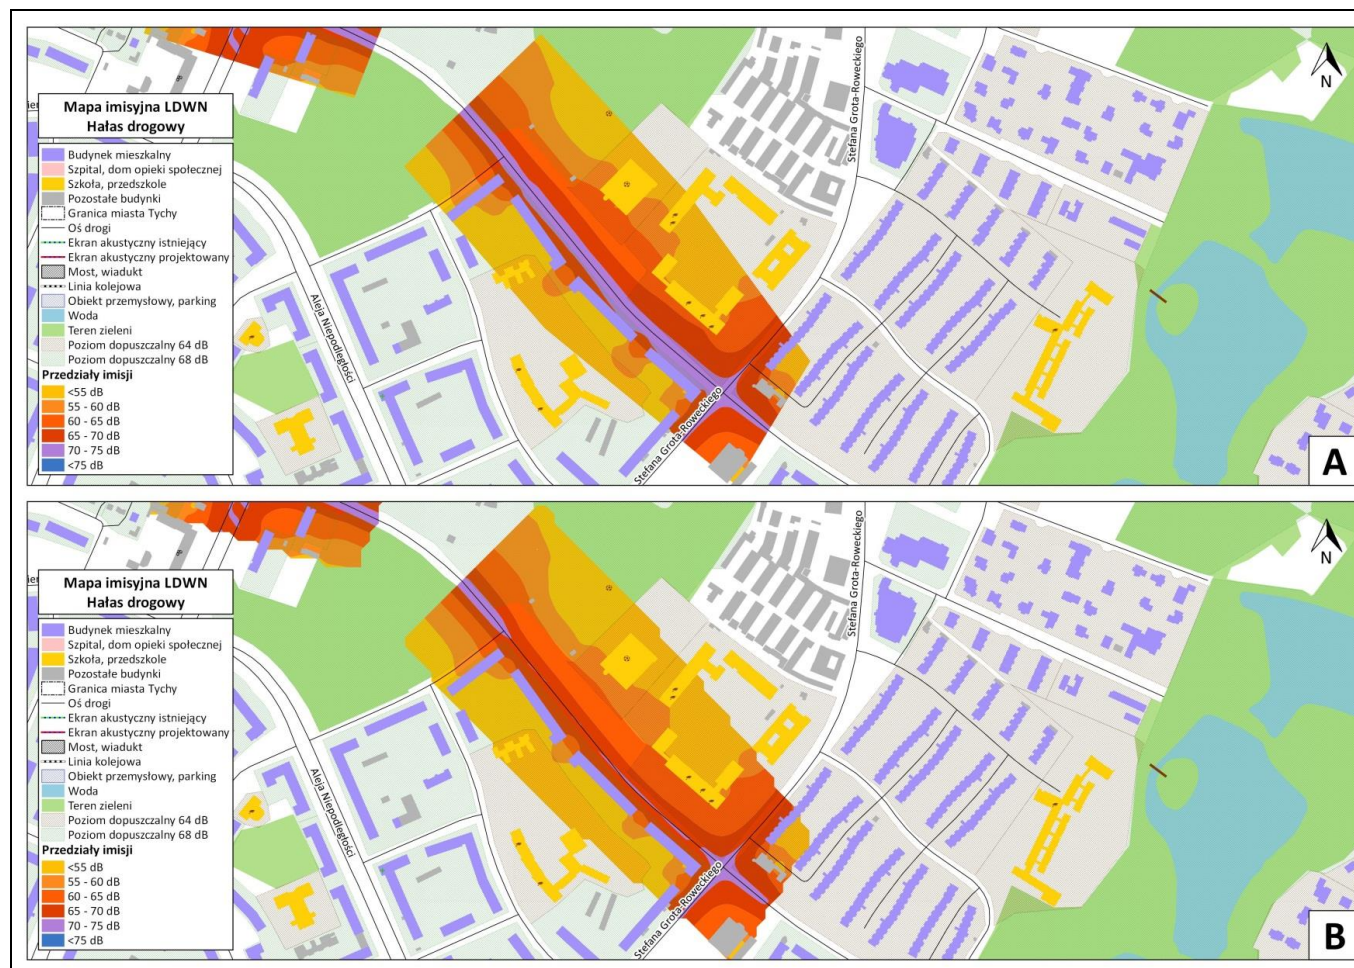 Mapa imisyjna LDWN
Hałas drogowy
Budynek mieszkalny
Szpital, dom opieki społecznej
Szkoła, przedszkole
Pozostałe budynki
Granica miasta Tychy
Oś drogi
Ekran akustyczny istniejący
Ekran akustyczny projektowany
Most, wiadukt
Linia kolejowa
Obiekt przemysłowy, parking
Woda
Teren zieleni
Poziom dopuszczalny 64 dB
Poziom dopuszczalny 68 dB
Przedziały imisji
<55 dB
55 - 60 dB
60 - 65 dB
65 - 70 dB
70 - 75 dB
<75 dB
Aleja Niepodległości
Stefana Grota-Roweckiego
Stefana Grota-Roweckiego
N
A
Mapa imisyjna LDWN
Hałas drogowy
Budynek mieszkalny
Szpital, dom opieki społecznej
Szkoła, przedszkole
Pozostałe budynki
Granica miasta Tychy
Oś drogi
Ekran akustyczny istniejący
Ekran akustyczny projektowany
Most, wiadukt
Linia kolejowa
Obiekt przemysłowy, parking
Woda
Teren zieleni
Poziom dopuszczalny 64 dB
Poziom dopuszczalny 68 dB
Przedziały imisji
<55 dB
55 - 60 dB
60 - 65 dB
65 - 70 dB
70 - 75 dB
<75 dB
Aleja Niepodległości
Stefana Grota-Roweckiego
Stefana Grota-Roweckiego
N
B